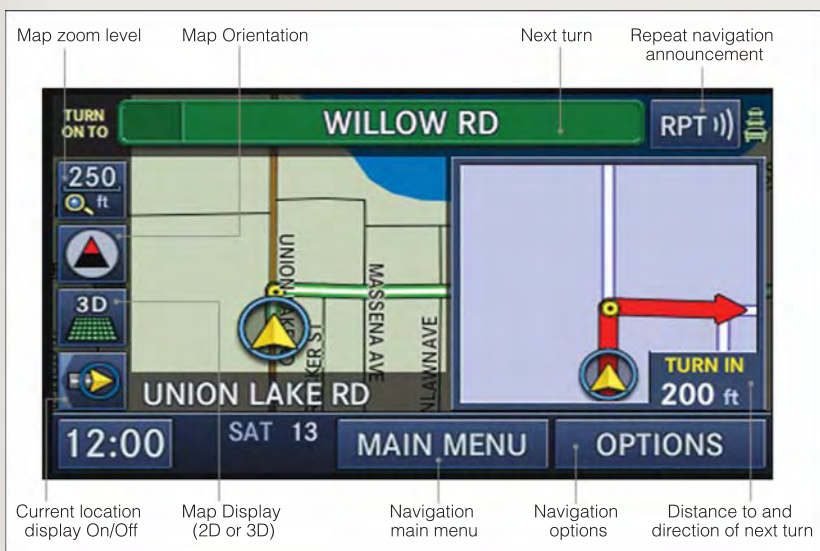 Map zoom level
Map Orientation
Next turn
Repeat navigation
announcement
TURN
ON TO
WILLOW RD
RPT
250
ft
3D
UNION LAKE RD
MASSENA AVE
UNION LAKE RD
TURN IN
200 ft
12:00
SAT 13
MAIN MENU
OPTIONS
Current location
display On/Off
Map Display
(2D or 3D)
Navigation
main menu
Navigation
options
Distance to and
direction of next turn